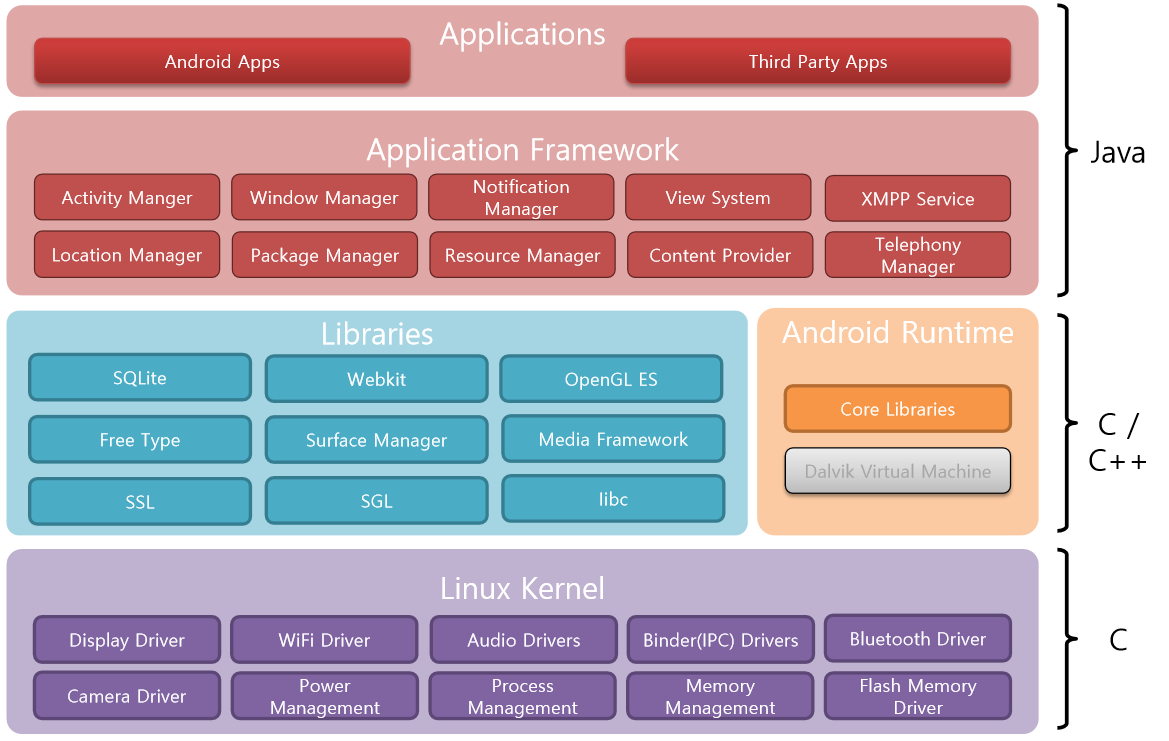 Applications
Android Apps
Third Party Apps
Application Framework
Activity Manger
Window Manager
Notification
Manager
View System
XMPP Service
Location Manager
Package Manager
Resource Manager
Content Provider
Telephony
Manager
Java
Libraries
SQLite
Webkit
OpenGL ES
Free Type
Surface Manager
Media Framework
SSL
SGL
libc
Android Runtime
Core Libraries
Dalvik Virtual Machine
C /
C++
Linux Kernel
Display Driver
WiFi Driver
Audio Drivers
Binder(IPC) Drivers
Bluetooth Driver
Camera Driver
Power
Management
Process
Management
Memory
Management
Flash Memory
Driver
C